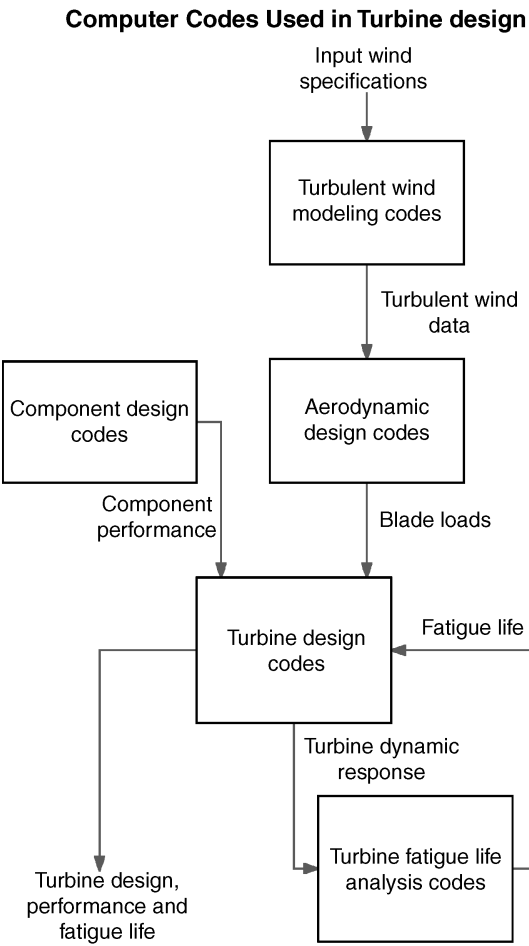 Computer Codes Used in Turbine design
Input wind
specifications
Turbulent wind
modeling codes
Turbulent wind
data
Component design
codes
Aerodynamic
design codes
Component
performance
Blade loads
Turbine design
codes
Fatigue life
Turbine dynamic
response
Turbine fatigue life
analysis codes
Turbine design,
performance and
fatigue life